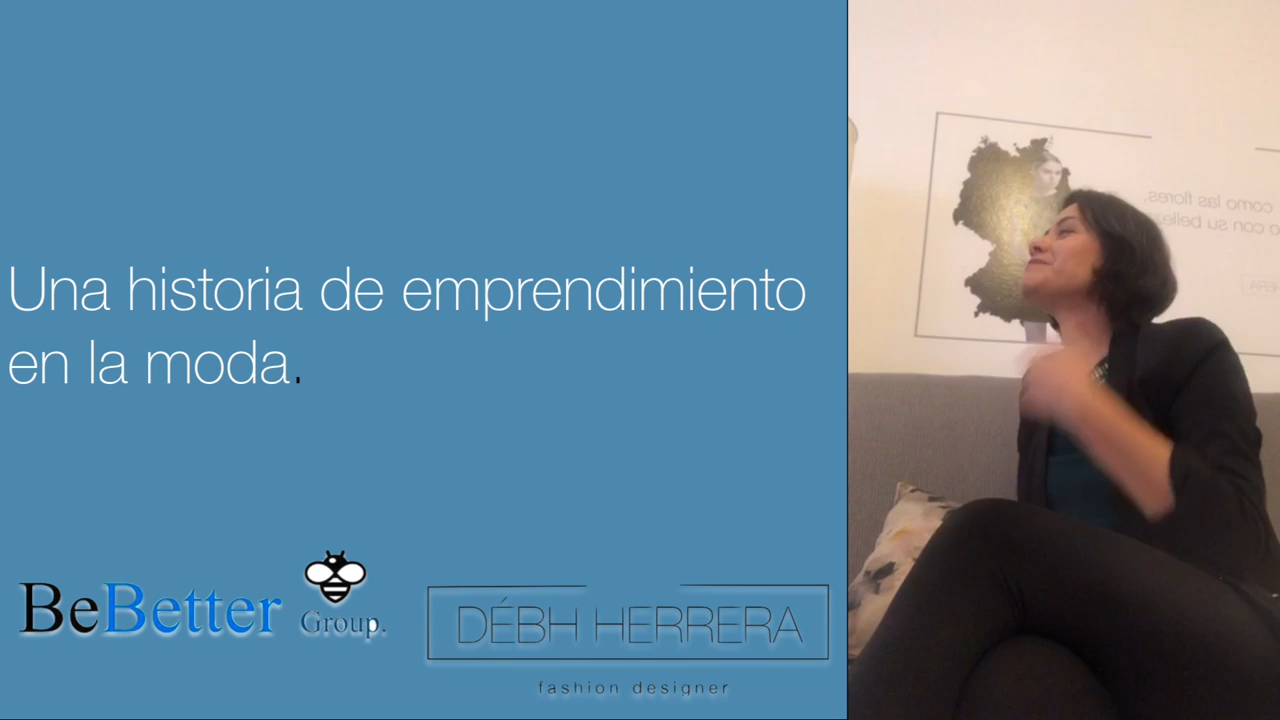 Una historia de emprendimiento
en la moda.
BeBetter
Group.
DÉBH HERRERA
fashion designer
como las flores,
con su belle